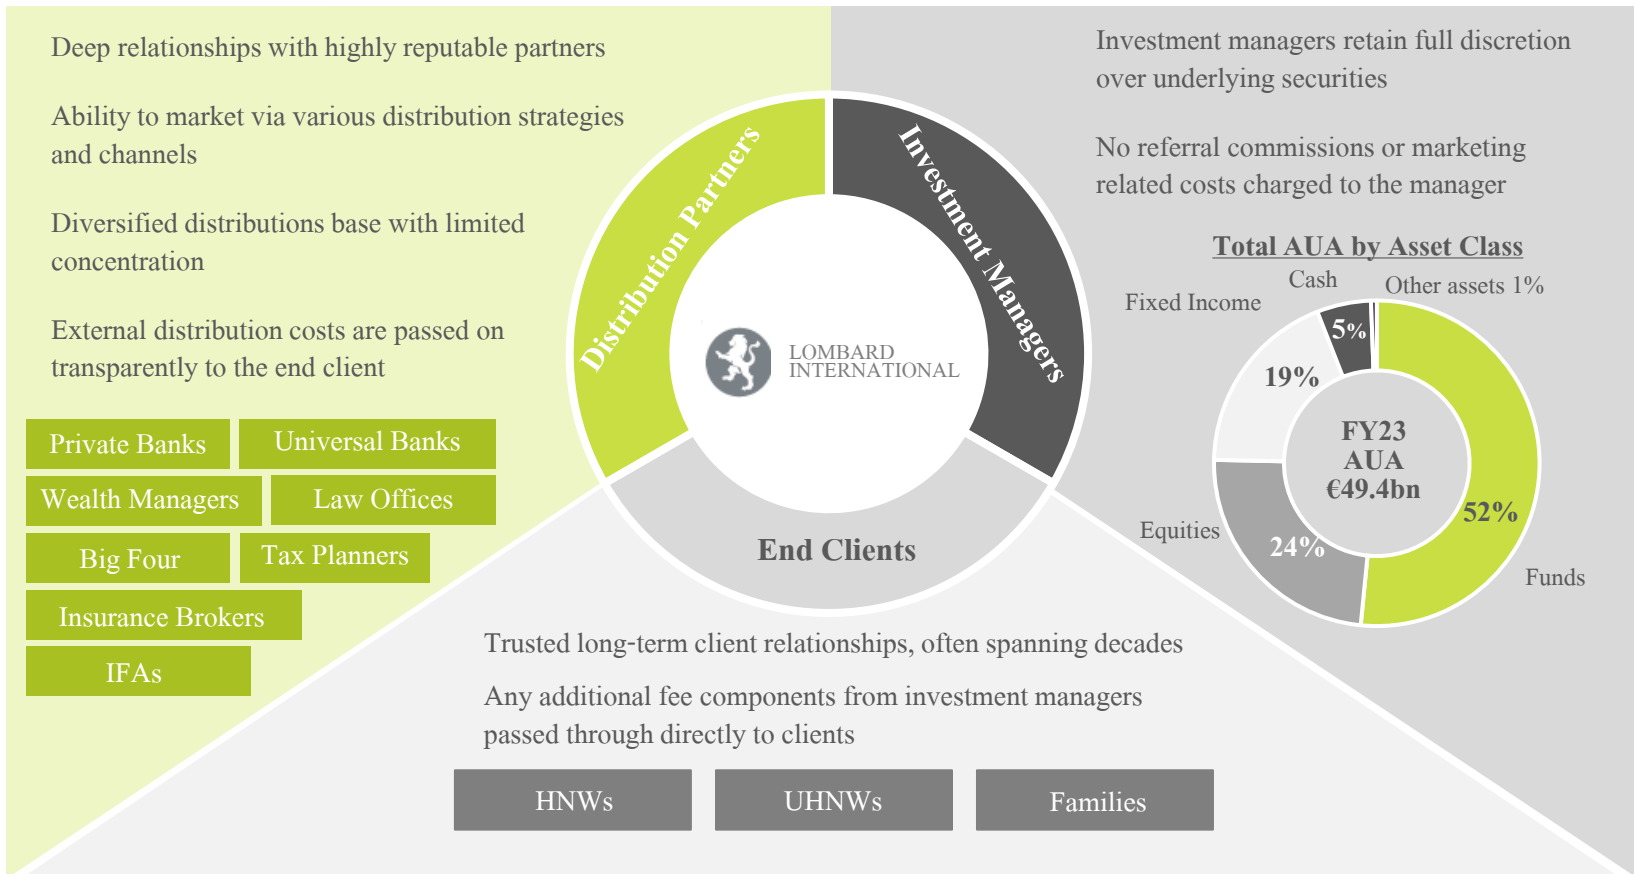 Deep relationships with highly reputable partners
Ability to market via various distribution strategies
and channels
Diversified distributions base with limited
concentration
External distribution costs are passed on
transparently to the end client
Private Banks
Universal Banks
Wealth Managers
Law Offices
Big Four
Tax Planners
Insurance Brokers
IFAs
Distribution Partners
Investment Managers
LOMBARD
INTERNATIONAL
End Clients
Investment managers retain full discretion
over underlying securities
No referral commissions or marketing
related costs charged to the manager
Total AUA by Asset Class
Cash
Other assets 1%
Fixed Income
5%
19%
FY23
AUA
€49.4bn
52%
Equities
24%
Funds
Trusted long-term client relationships, often spanning decades
Any additional fee components from investment managers
passed through directly to clients
HNWs
UHNWs
Families